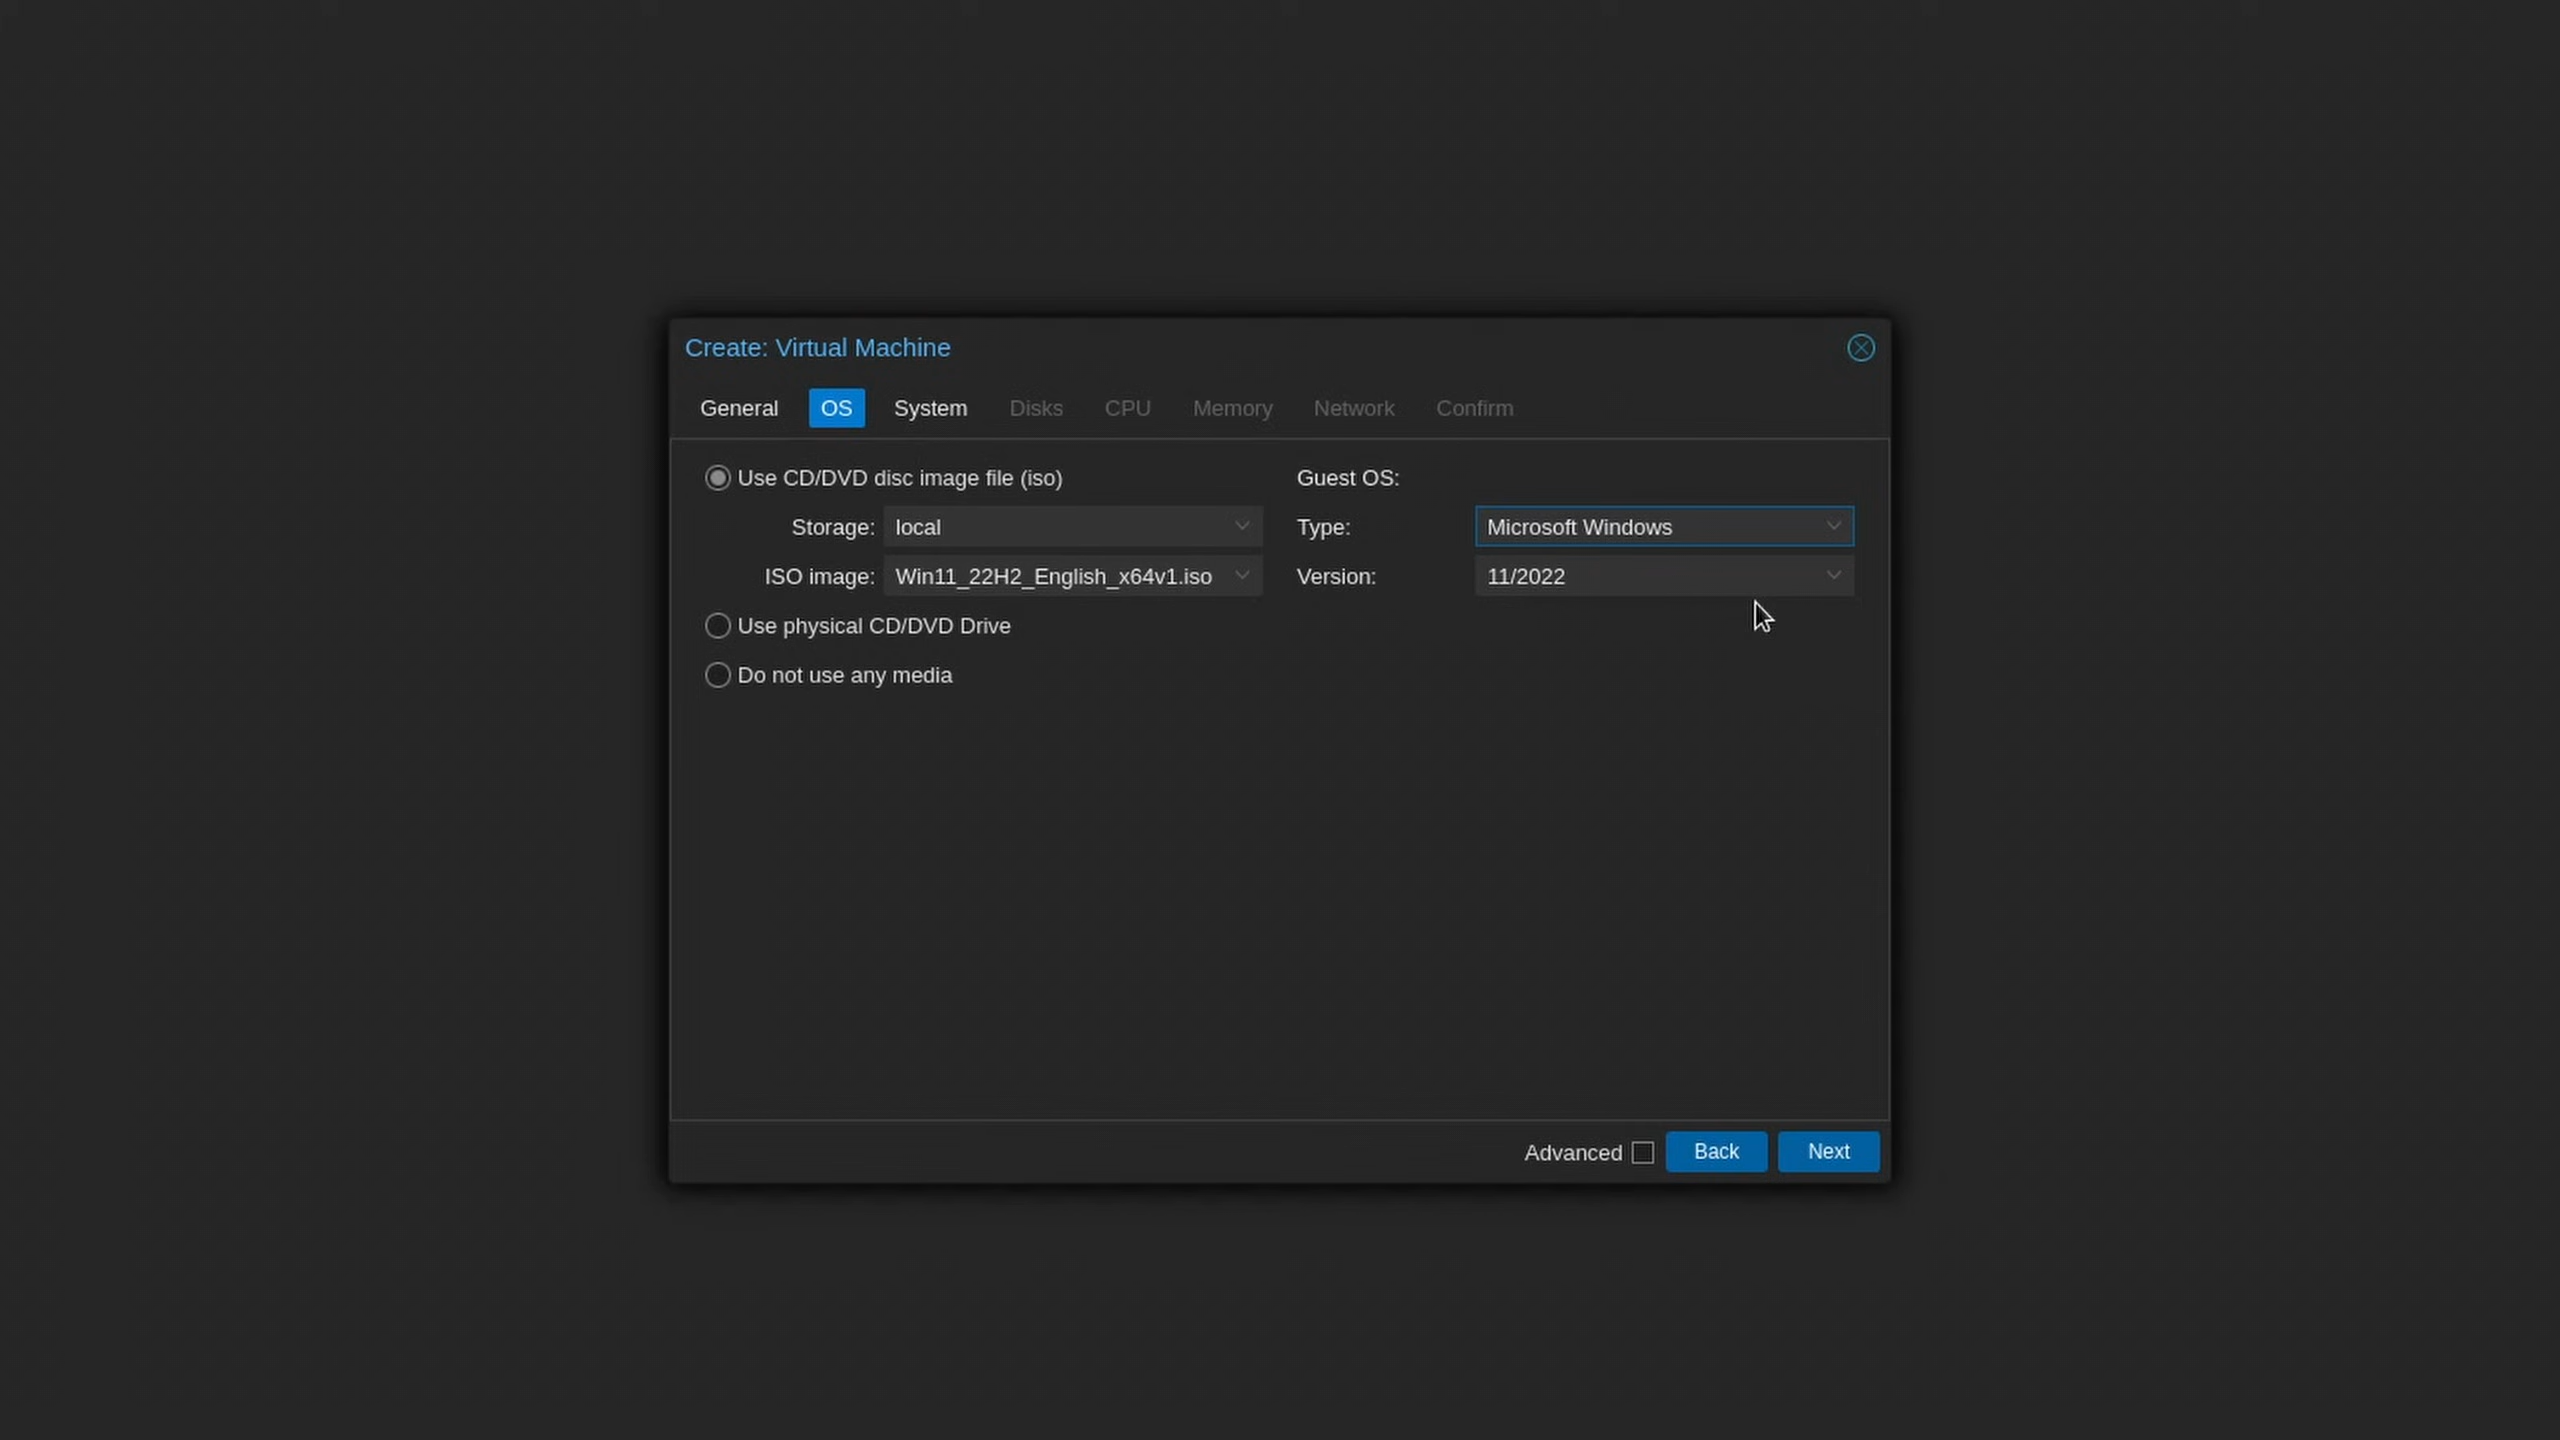 Create: Virtual Machine
General OS System Disks CPU Memory Network Confirm
Use CD/DVD disc image file (iso)
Storage: local
ISO image: Win11_22H2_English_x64v1.iso
Use physical CD/DVD Drive
Do not use any media
Guest OS:
Type: Microsoft Windows
Version: 11/2022
Advanced Back Next